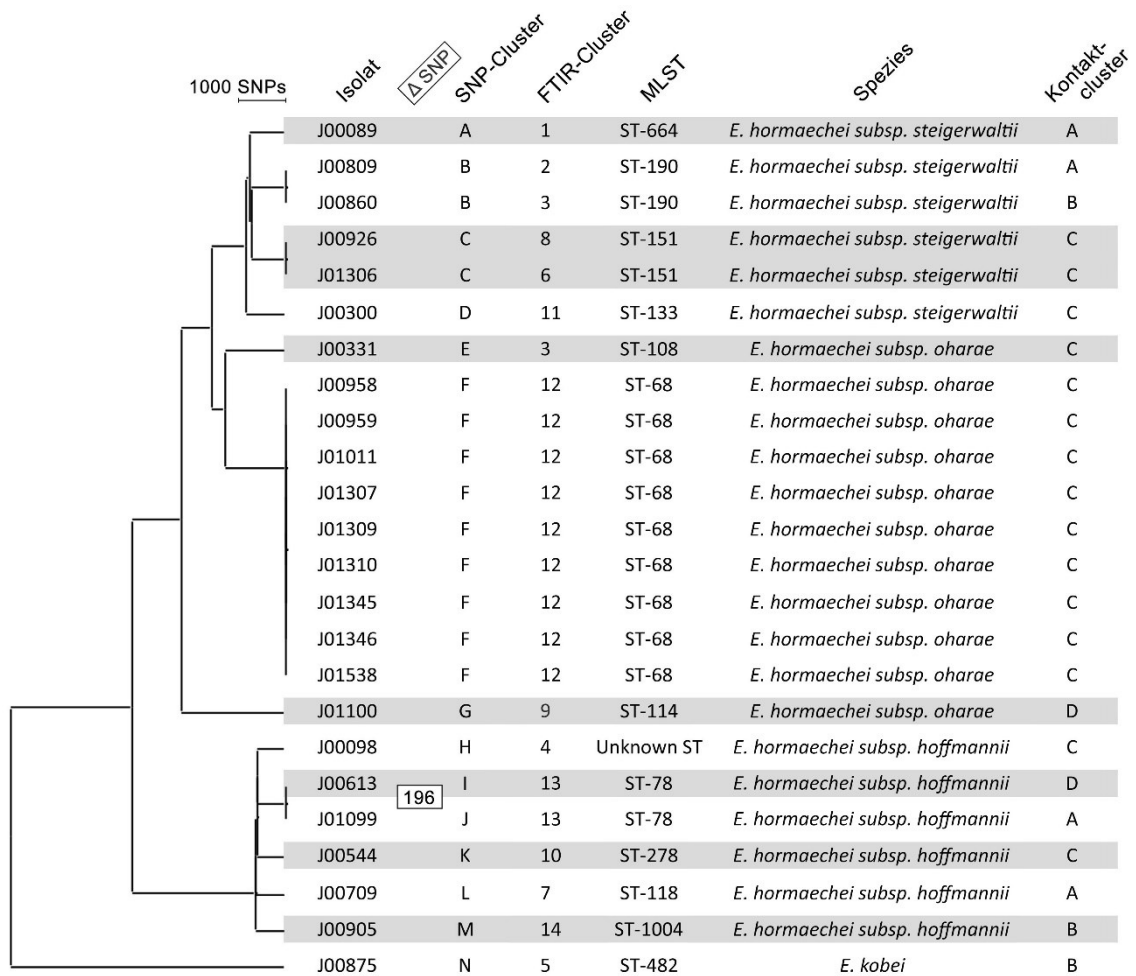 1000 SNPs Isolat Δ SNP SNP-Cluster FTIR-Cluster MLST Spezies Kontakt-
cluster
J00089 A 1 ST-664 E. hormaechei subsp. steigerwaltii A
J00809 B 2 ST-190 E. hormaechei subsp. steigerwaltii A
J00860 B 3 ST-190 E. hormaechei subsp. steigerwaltii B
J00926 C 8 ST-151 E. hormaechei subsp. steigerwaltii C
J01306 C 6 ST-151 E. hormaechei subsp. steigerwaltii C
J00300 D 11 ST-133 E. hormaechei subsp. steigerwaltii C
J00331 E 3 ST-108 E. hormaechei subsp. oharae C
J00958 F 12 ST-68 E. hormaechei subsp. oharae C
J00959 F 12 ST-68 E. hormaechei subsp. oharae C
J01011 F 12 ST-68 E. hormaechei subsp. oharae C
J01307 F 12 ST-68 E. hormaechei subsp. oharae C
J01309 F 12 ST-68 E. hormaechei subsp. oharae C
J01310 F 12 ST-68 E. hormaechei subsp. oharae C
J01345 F 12 ST-68 E. hormaechei subsp. oharae C
J01346 F 12 ST-68 E. hormaechei subsp. oharae C
J01538 F 12 ST-68 E. hormaechei subsp. oharae C
J01100 G 9 ST-114 E. hormaechei subsp. oharae D
J00098 H 4 Unknown ST E. hormaechei subsp. hoffmannii C
J00613 I 13 ST-78 E. hormaechei subsp. hoffmannii D
196
J01099 J 13 ST-78 E. hormaechei subsp. hoffmannii A
J00544 K 10 ST-278 E. hormaechei subsp. hoffmannii C
J00709 L 7 ST-118 E. hormaechei subsp. hoffmannii A
J00905 M 14 ST-1004 E. hormaechei subsp. hoffmannii B
J00875 N 5 ST-482 E. kobei B